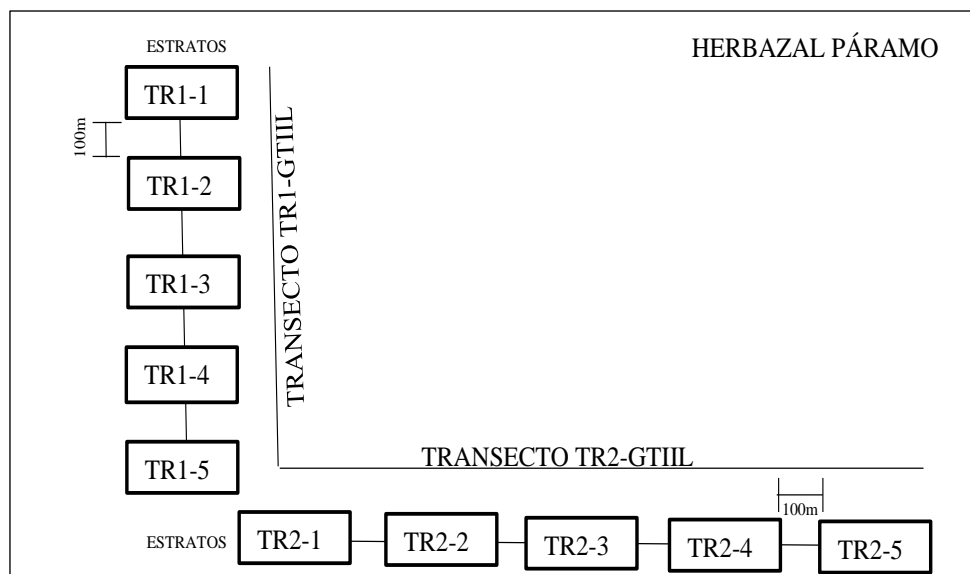 ESTRATOS
HERBAZAL PÁRAMO
TR1-1
100m
TR1-2
TR1-3
TR1-4
TR1-5
TRANSECTO TR1-GTIIL
TRANSECTO TR2-GTIIL
100m
ESTRATOS
TR2-1
TR2-2
TR2-3
TR2-4
TR2-5